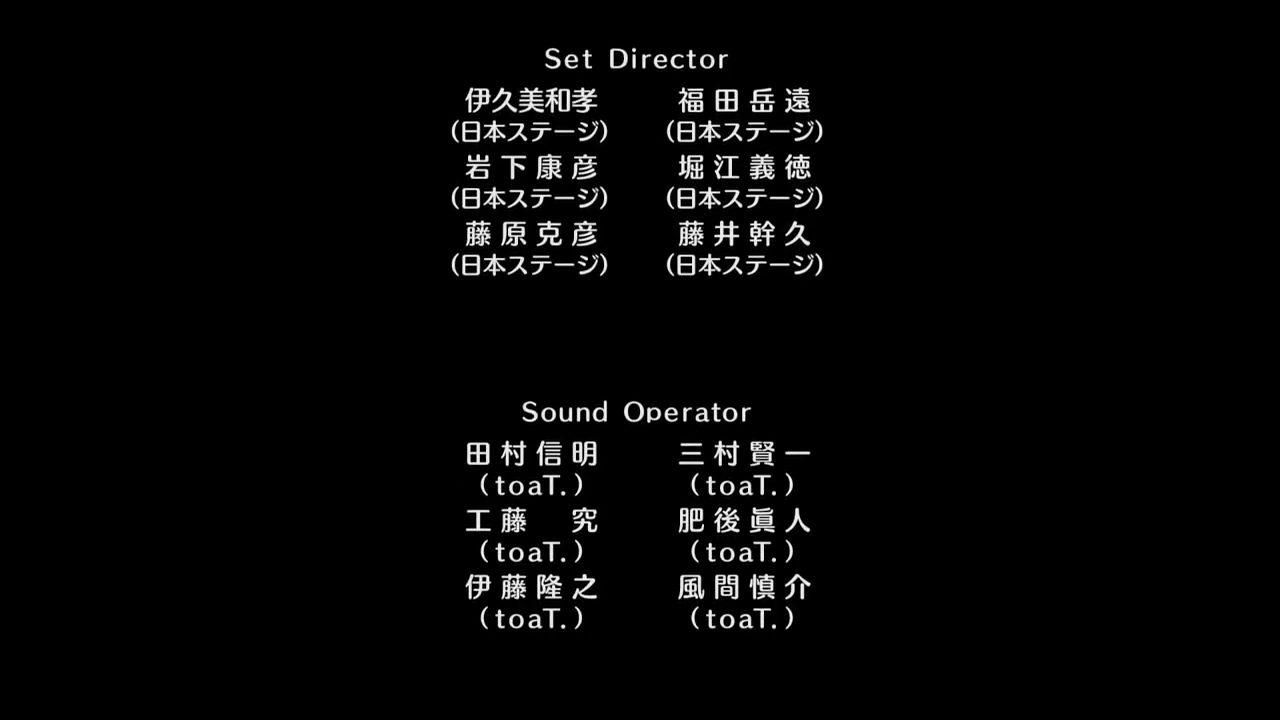 Set Director
伊久美和孝 福田岳遠
(日本ステージ) (日本ステージ)
岩下康彦 堀江義徳
(日本ステージ) (日本ステージ)
藤原克彦 藤井幹久
(日本ステージ) (日本ステージ)
Sound Operator
田村信明 三村賢一
(toaT.) (toaT.)
工藤 究 肥後眞人
(toaT.) (toaT.)
伊藤隆之 風間慎介
(toaT.) (toaT.)